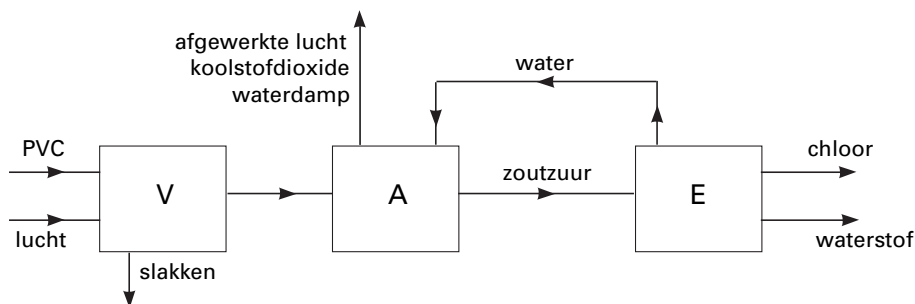 afgewerkte lucht
koolstofdioxide
waterdamp
water
PVC
lucht
V
slakken
A
zoutzuur
E
chloor
waterstof